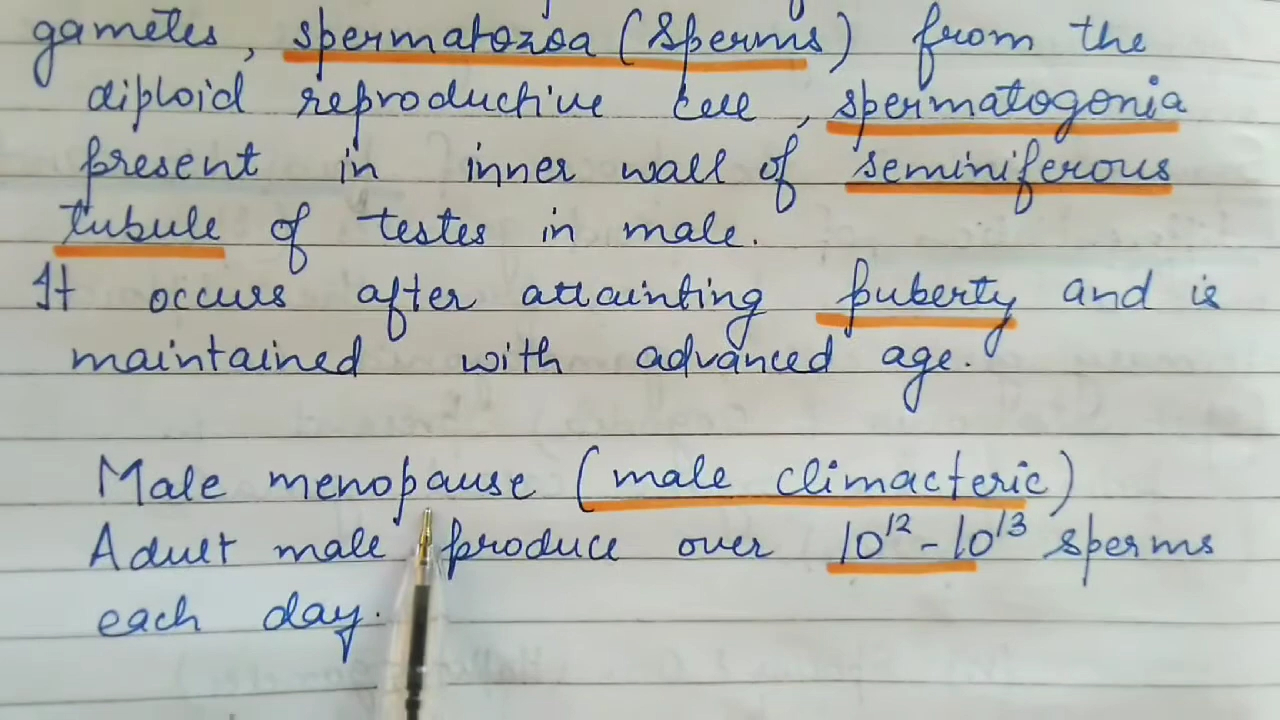 gametes, spermatozoa (Sperms) from the
diploid reproductive cell, spermatogonia
present in inner wall of seminiferous
tubule of testes in male.
It occurs after attainting puberty and is
maintained with advanced age.
Male menopause (male climacteric)
Adult male produce over 10¹² - 10¹³ sperms
each day.